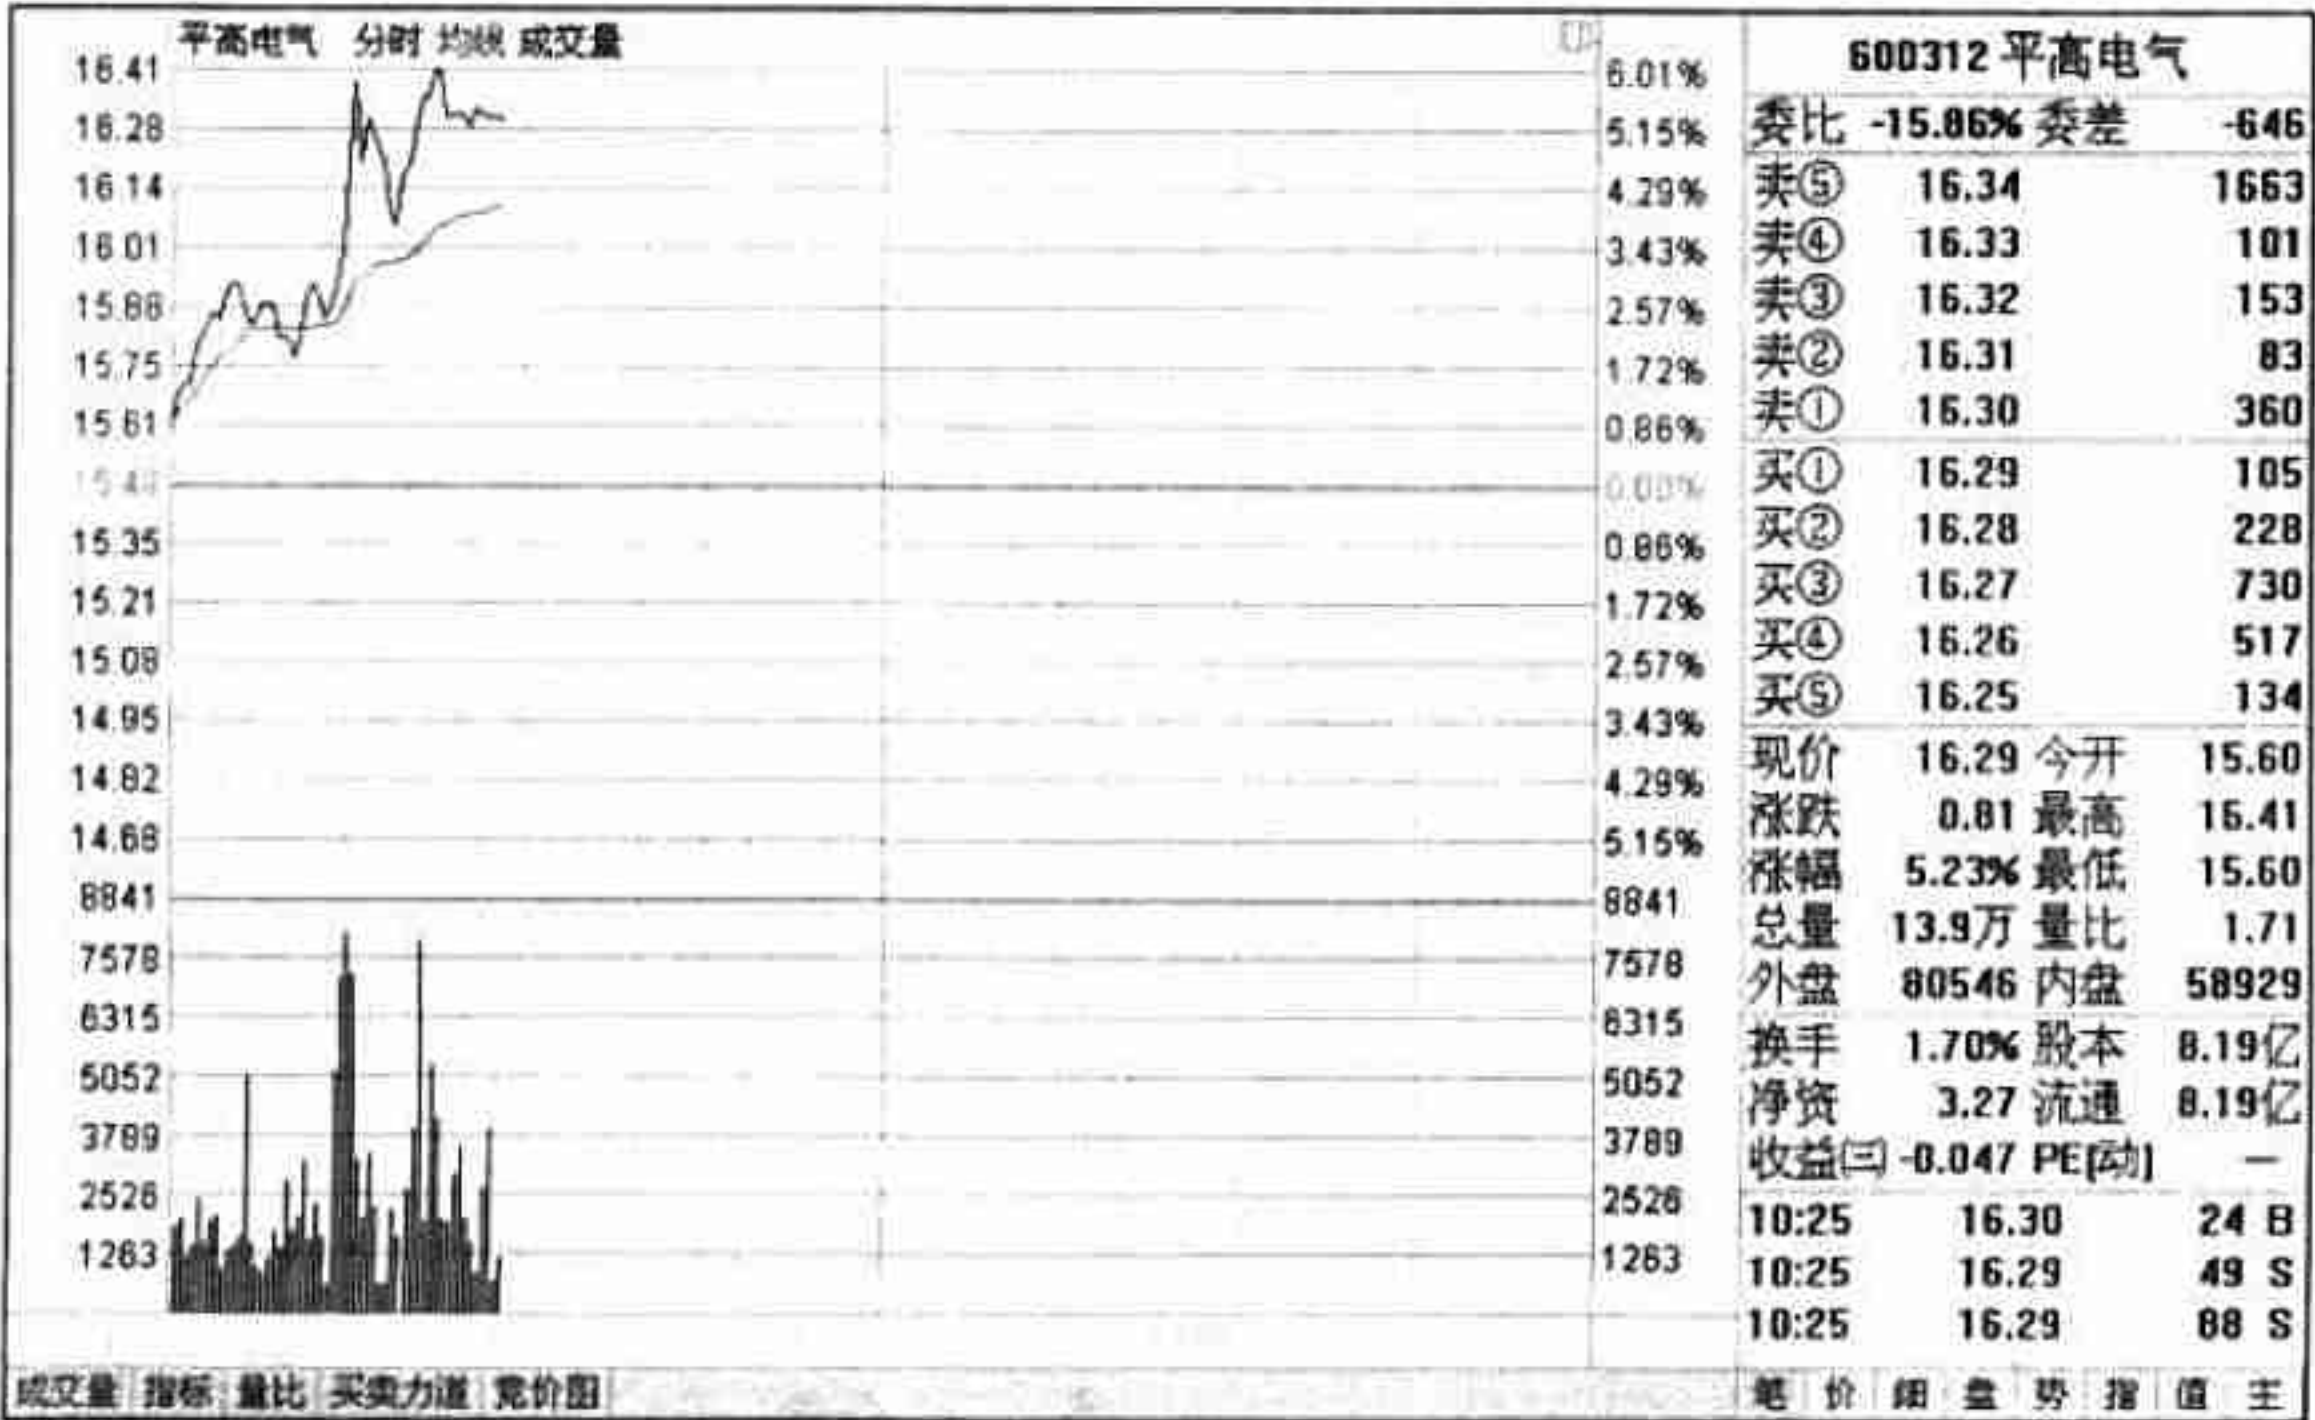 平高电气 分时 均线 成交量
16.41 6.01%
16.28 5.15%
16.14 4.29%
16.01 3.43%
15.88 2.57%
15.75 1.72%
15.61 0.86%
15.48 0.00%
15.35 0.86%
15.21 1.72%
15.08 2.57%
14.95 3.43%
14.82 4.29%
14.68 5.15%
8841 8841
7578 7578
6315 6315
5052 5052
3789 3789
2526 2526
1263 1263
成交量 指标 量比 买卖力道 竞价图
600312 平高电气
委比 -15.86% 委差 -646
卖⑤ 16.34 1663
卖④ 16.33 101
卖③ 16.32 153
卖② 16.31 83
卖① 16.30 360
买① 16.29 105
买② 16.28 228
买③ 16.27 730
买④ 16.26 517
买⑤ 16.25 134
现价 16.29 今开 15.60
涨跌 0.81 最高 16.41
涨幅 5.23% 最低 15.60
总量 13.9万 量比 1.71
外盘 80546 内盘 58929
换手 1.70% 股本 8.19亿
净资 3.27 流通 8.19亿
收益㈢ -0.047 PE[动] —
10:25 16.30 24 B
10:25 16.29 49 S
10:25 16.29 88 S
笔 价 细 盘 势 指 值 主